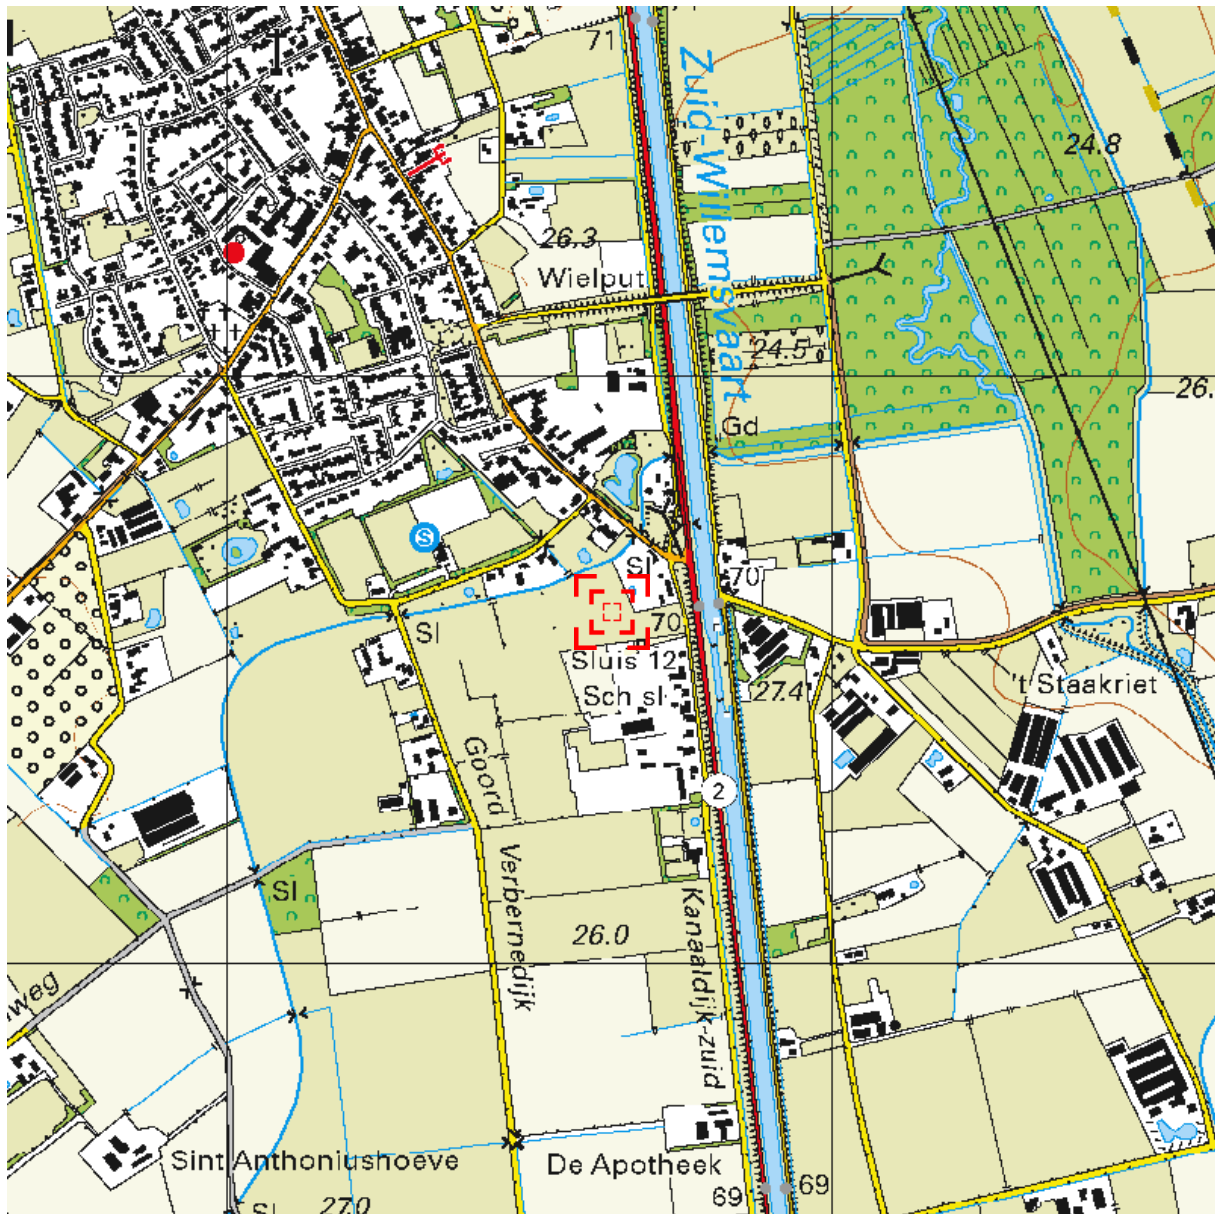 71
Zuid-Willemsvaart
24.8
26.3
Wielput
24.5
26.
Gd
S
Sl
70
70
Sl
Sluis 12
Sch sl
27.4
't Staakriet
Goord
2
Verbernedijk
Sl
Kanaaldijk-zuid
26.0
weg
Sint Anthoniushoeve
De Apotheek
69
69
27.0
Sl